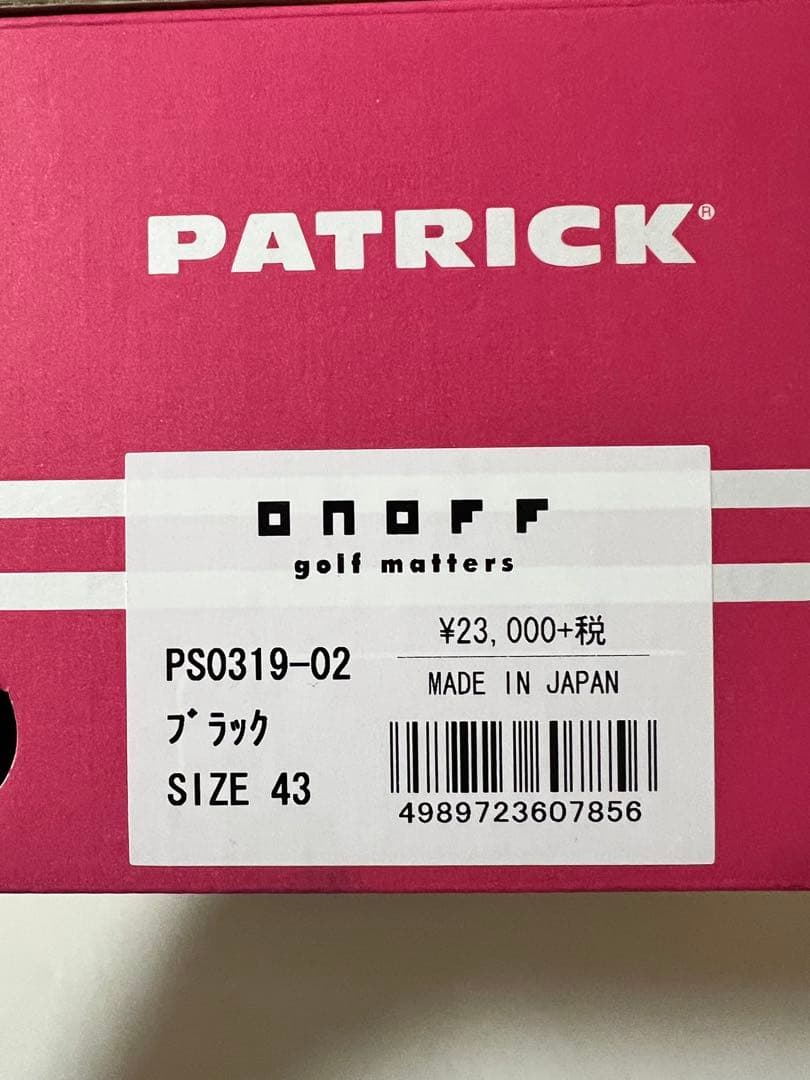 PATRICK®
onoff
golf matters
¥23,000+税
PS0319-02
MADE IN JAPAN
ﾌﾞﾗｯｸ
SIZE 43
4989723607856